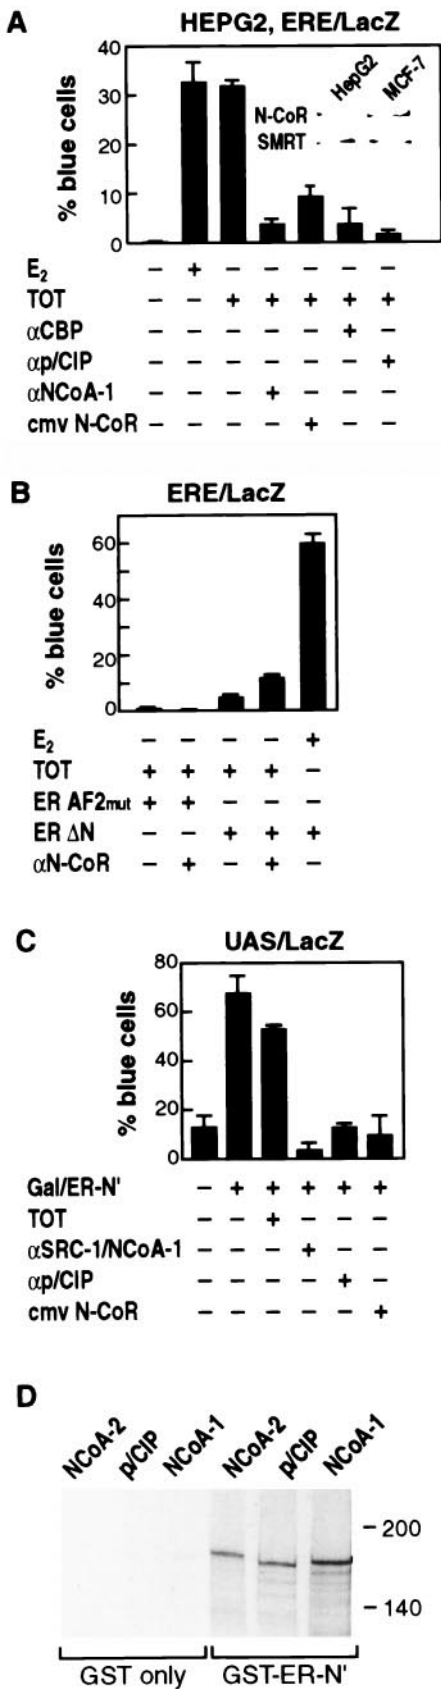 A
HEPG2, ERE/LacZ
40
30
20
10
0
% blue cells
HepG2
MCF-7
N-CoR
SMRT
E2 – + – – – – –
TOT – – + + + + +
αCBP – – – – – + –
αp/CIP – – – – – – +
αNCoA-1 – – – + – – –
cmv N-CoR – – – – + – –
B
ERE/LacZ
60
40
20
0
% blue cells
E2 – – – – +
TOT + + + + –
ER AF2mut + + – – –
ER ΔN – – + + +
αN-CoR – + – + –
C
UAS/LacZ
80
60
40
20
0
% blue cells
Gal/ER-N' – + + + + +
TOT – – + – – –
αSRC-1/NCoA-1 – – – + – –
αp/CIP – – – – + –
cmv N-CoR – – – – – +
D
NCoA-2 p/CIP NCoA-1 NCoA-2 p/CIP NCoA-1
– 200
– 140
GST only GST-ER-N'